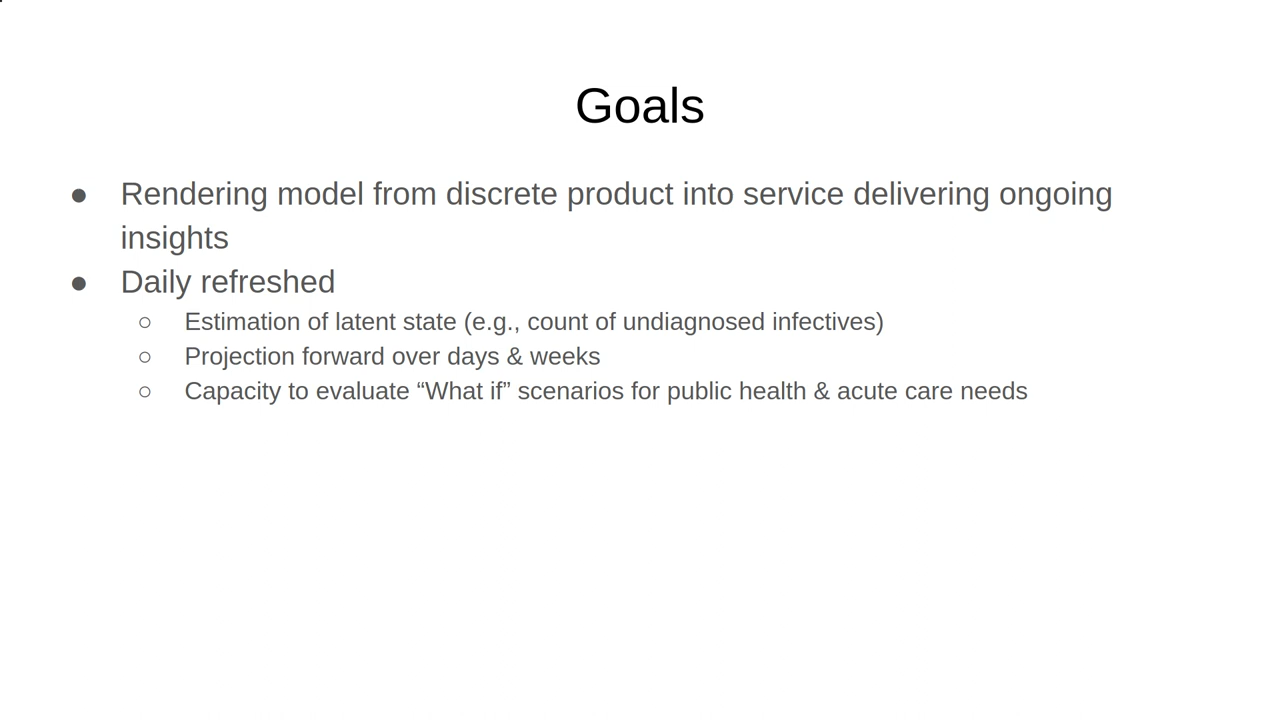 Goals
● Rendering model from discrete product into service delivering ongoing
insights
● Daily refreshed
○ Estimation of latent state (e.g., count of undiagnosed infectives)
○ Projection forward over days & weeks
○ Capacity to evaluate “What if” scenarios for public health & acute care needs